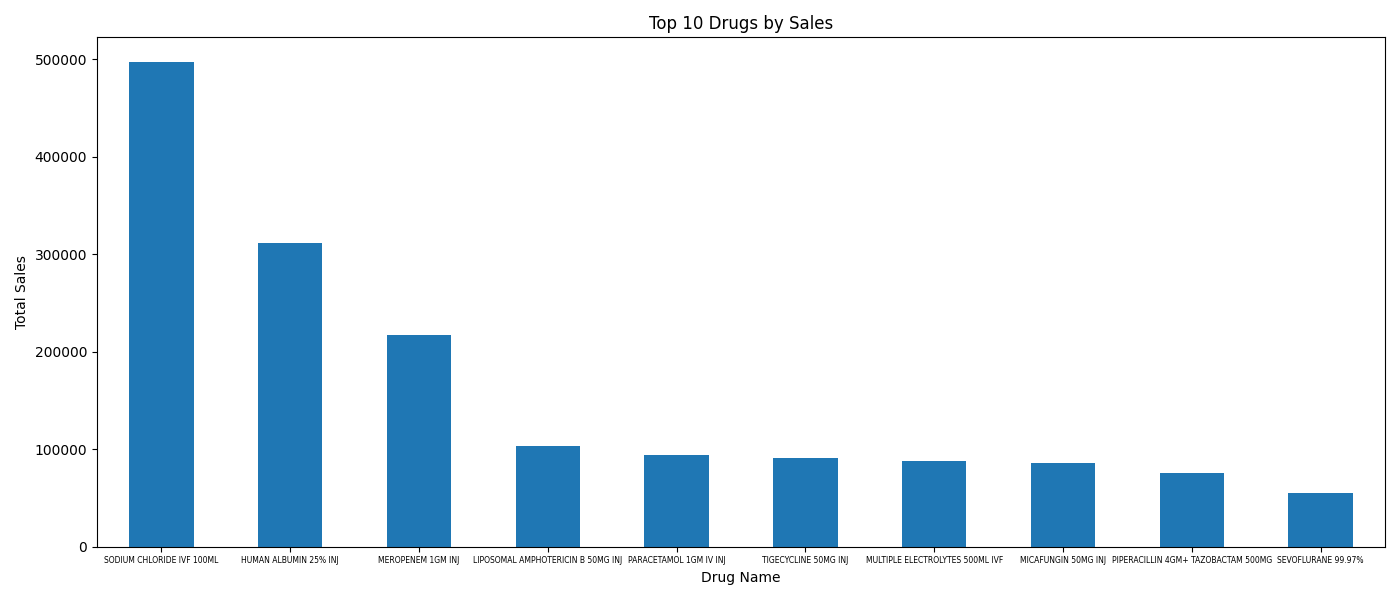 Top 10 Drugs by Sales
Total Sales
500000
400000
300000
200000
100000
0
SODIUM CHLORIDE IVF 100ML
HUMAN ALBUMIN 25% INJ
MEROPENEM 1GM INJ
LIPOSOMAL AMPHOTERICIN B 50MG INJ
PARACETAMOL 1GM IV INJ
TIGECYCLINE 50MG INJ
MULTIPLE ELECTROLYTES 500ML IVF
MICAFUNGIN 50MG INJ
PIPERACILLIN 4GM+ TAZOBACTAM 500MG
SEVOFLURANE 99.97%
Drug Name